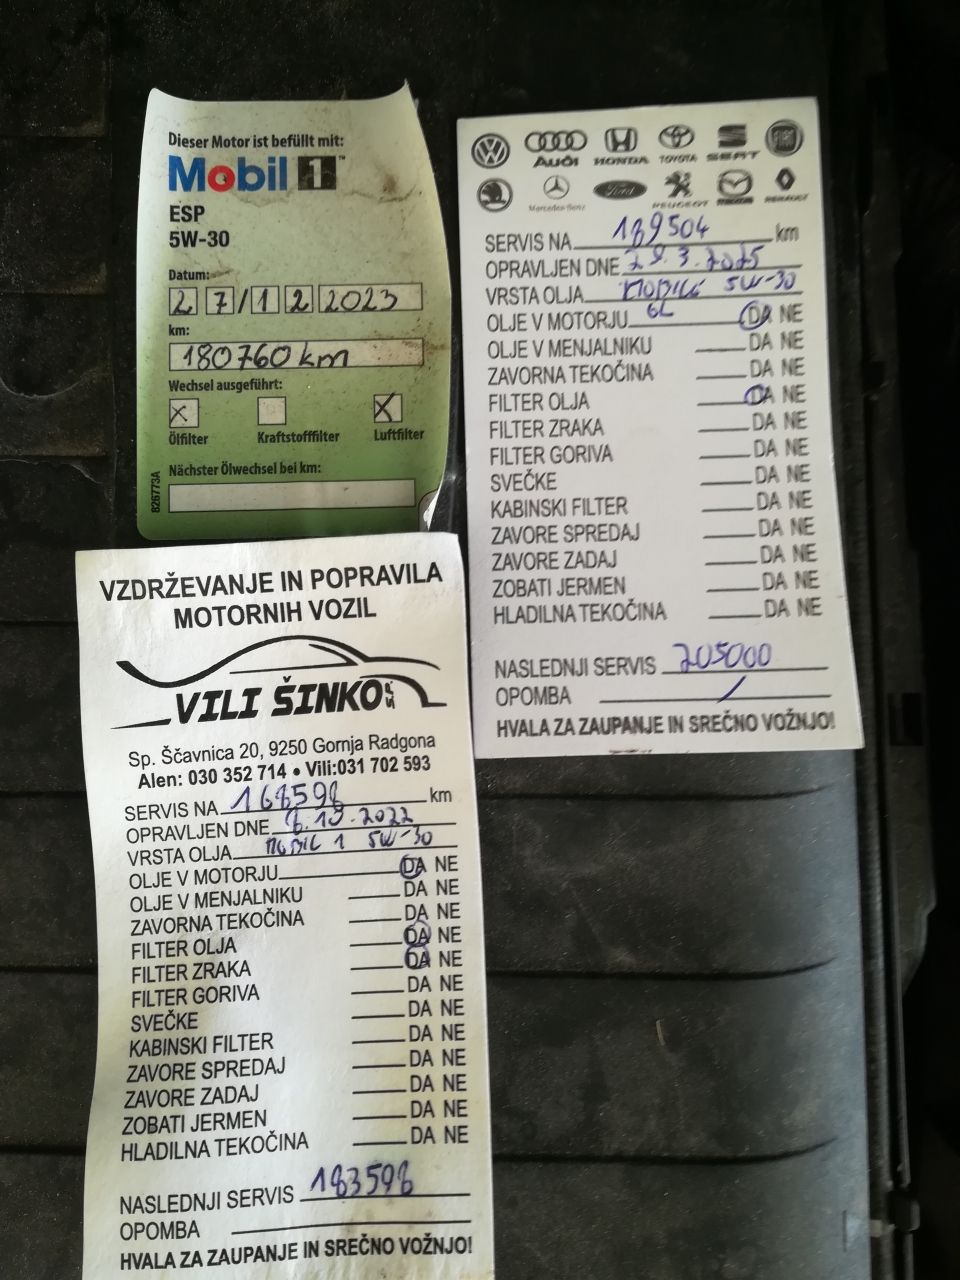 Dieser Motor ist befüllt mit:
Mobil 1™
ESP
5W-30
Datum:
27/12 2023
km:
180760 km
Wechsel ausgeführt:
Ölfilter Kraftstofffilter Luftfilter
Nächster Ölwechsel bei km:
826773A
Audi HONDA TOYOTA SEAT FIAT
Mercedes-Benz Ford PEUGEOT mazda RENAULT
SERVIS NA 189504 km
OPRAVLJEN DNE 28.3.2025
VRSTA OLJA MOBIL 5W-30
OLJE V MOTORJU 6L DA NE
OLJE V MENJALNIKU DA NE
ZAVORNA TEKOČINA DA NE
FILTER OLJA DA NE
FILTER ZRAKA DA NE
FILTER GORIVA DA NE
SVEČKE DA NE
KABINSKI FILTER DA NE
ZAVORE SPREDAJ DA NE
ZAVORE ZADAJ DA NE
ZOBATI JERMEN DA NE
HLADILNA TEKOČINA DA NE
NASLEDNJI SERVIS 205000
OPOMBA /
HVALA ZA ZAUPANJE IN SREČNO VOŽNJO!
VZDRŽEVANJE IN POPRAVILA
MOTORNIH VOZIL
VILI ŠINKO S.P.
Sp. Ščavnica 20, 9250 Gornja Radgona
Alen: 030 352 714 • Vili:031 702 593
SERVIS NA 168598 km
OPRAVLJEN DNE 8.10.2022
VRSTA OLJA MOBIL 1 5W-30
OLJE V MOTORJU DA NE
OLJE V MENJALNIKU DA NE
ZAVORNA TEKOČINA DA NE
FILTER OLJA DA NE
FILTER ZRAKA DA NE
FILTER GORIVA DA NE
SVEČKE DA NE
KABINSKI FILTER DA NE
ZAVORE SPREDAJ DA NE
ZAVORE ZADAJ DA NE
ZOBATI JERMEN DA NE
HLADILNA TEKOČINA DA NE
NASLEDNJI SERVIS 183598
OPOMBA
HVALA ZA ZAUPANJE IN SREČNO VOŽNJO!